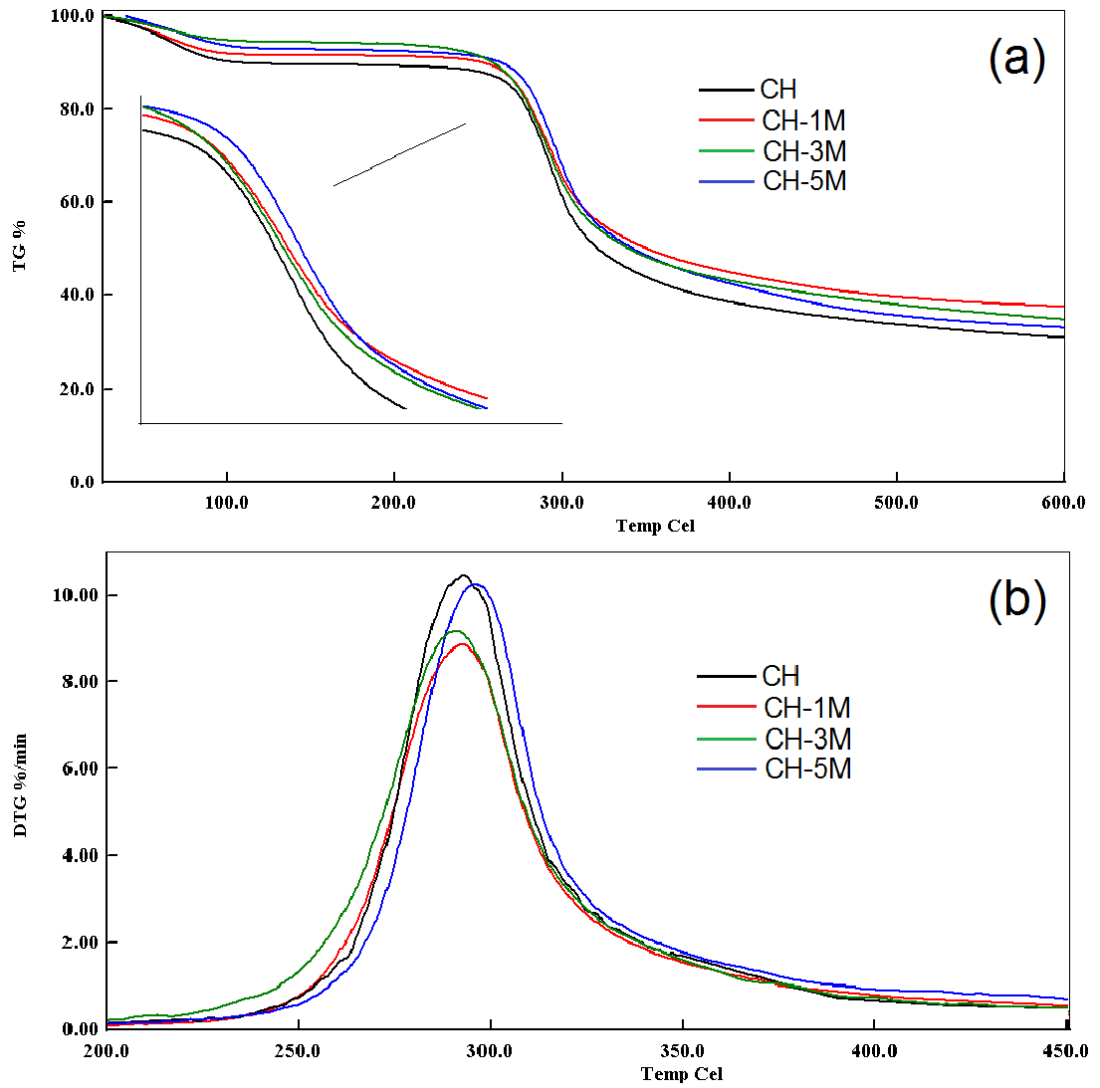 100.0
80.0
60.0
40.0
20.0
0.0
TG %
(a)
CH
CH-1M
CH-3M
CH-5M
100.0 200.0 300.0 400.0 500.0 600.0
Temp Cel
10.00
8.00
6.00
4.00
2.00
0.00
DTG %/min
(b)
CH
CH-1M
CH-3M
CH-5M
200.0 250.0 300.0 350.0 400.0 450.0
Temp Cel